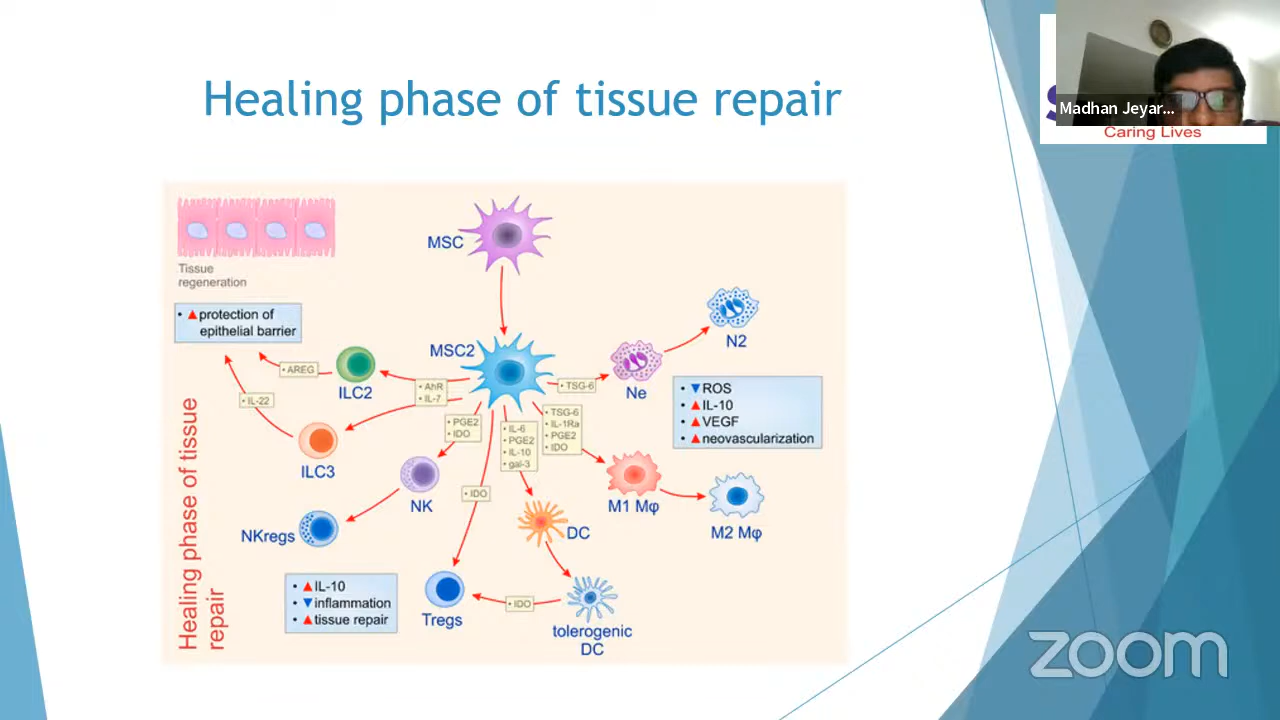 Healing phase of tissue repair
S
Madhan Jeyar...
Caring Lives
Tissue
regeneration
• ▲ protection of
epithelial barrier
MSC
MSC2
N2
Ne
• TSG-6
• AREG
ILC2
• AhR
• IL-7
• IL-22
ILC3
• PGE2
• IDO
• IL-6
• PGE2
• IL-10
• gal-3
• TSG-6
• IL-1Ra
• PGE2
• IDO
• ▼ ROS
• ▲ IL-10
• ▲ VEGF
• ▲ neovascularization
NK
• IDO
M1 Mφ
M2 Mφ
NKregs
DC
• ▲ IL-10
• ▼ inflammation
• ▲ tissue repair
Tregs
• IDO
tolerogenic
DC
Healing phase of tissue
repair
zoom